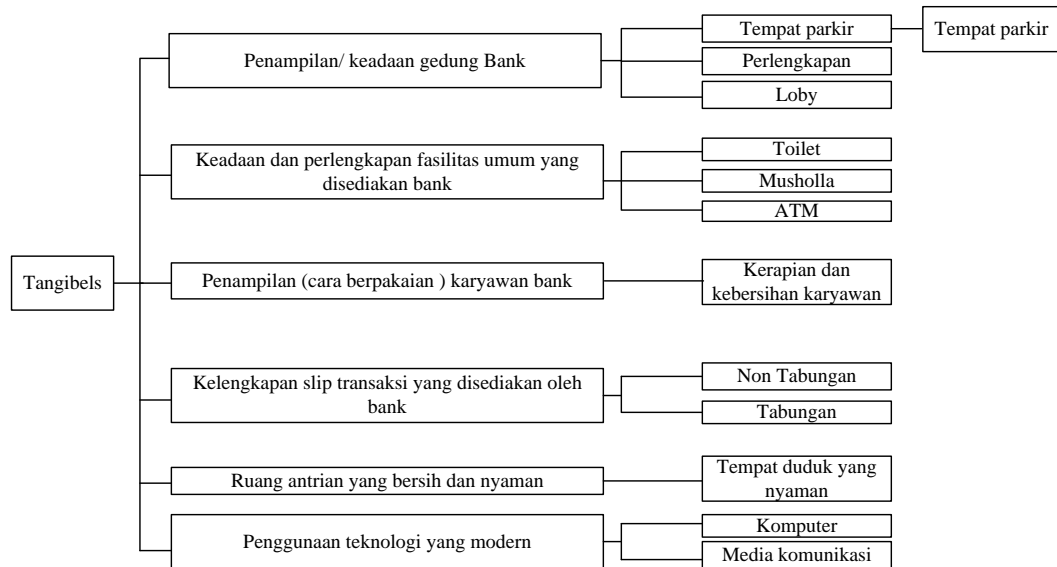 Tangibels
Penampilan/ keadaan gedung Bank
Tempat parkir
Tempat parkir
Perlengkapan
Loby
Keadaan dan perlengkapan fasilitas umum yang
disediakan bank
Toilet
Musholla
ATM
Penampilan (cara berpakaian ) karyawan bank
Kerapian dan
kebersihan karyawan
Kelengkapan slip transaksi yang disediakan oleh
bank
Non Tabungan
Tabungan
Ruang antrian yang bersih dan nyaman
Tempat duduk yang
nyaman
Penggunaan teknologi yang modern
Komputer
Media komunikasi